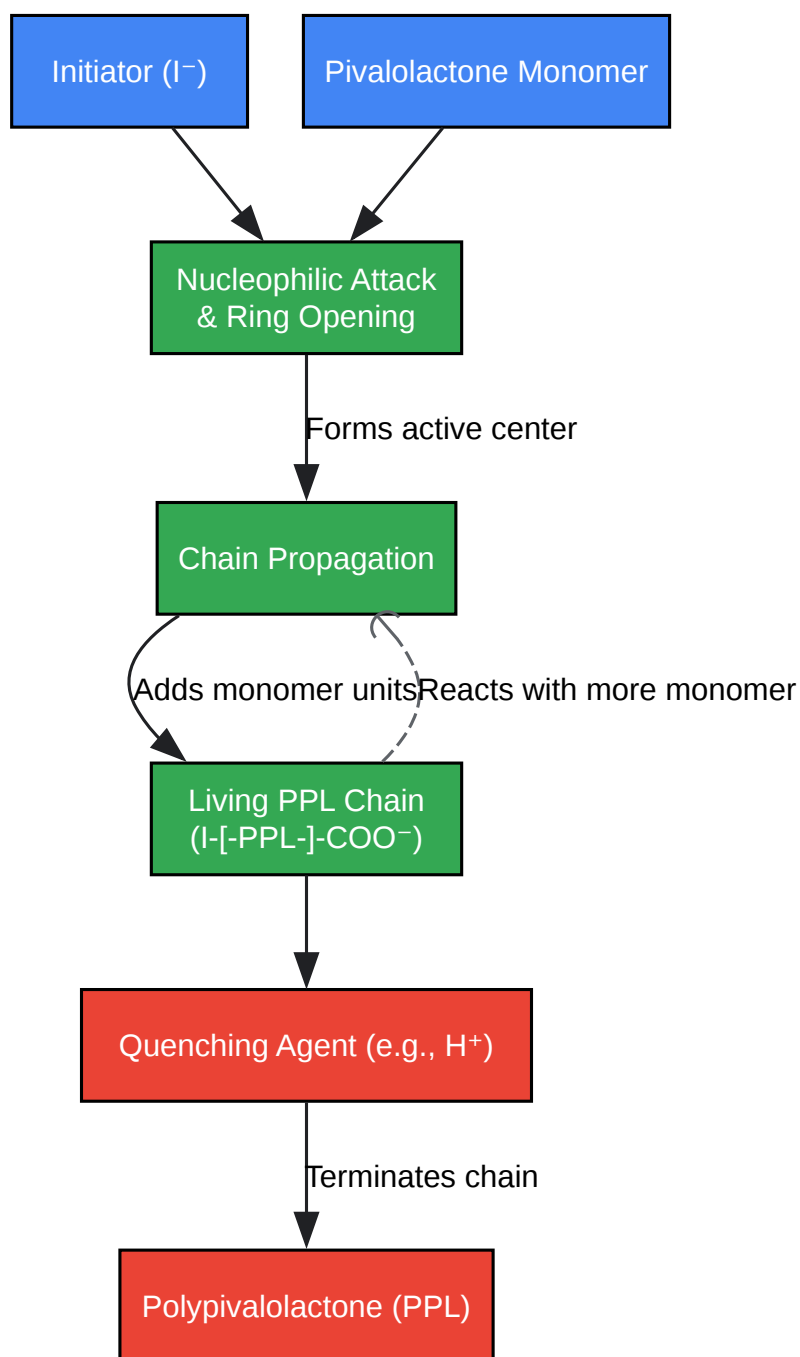 Initiator (I⁻)
Pivalolactone Monomer
Nucleophilic Attack
& Ring Opening
Forms active center
Chain Propagation
Adds monomer units
Reacts with more monomer
Living PPL Chain
(I-[-PPL-]-COO⁻)
Quenching Agent (e.g., H⁺)
Terminates chain
Polypivalolactone (PPL)